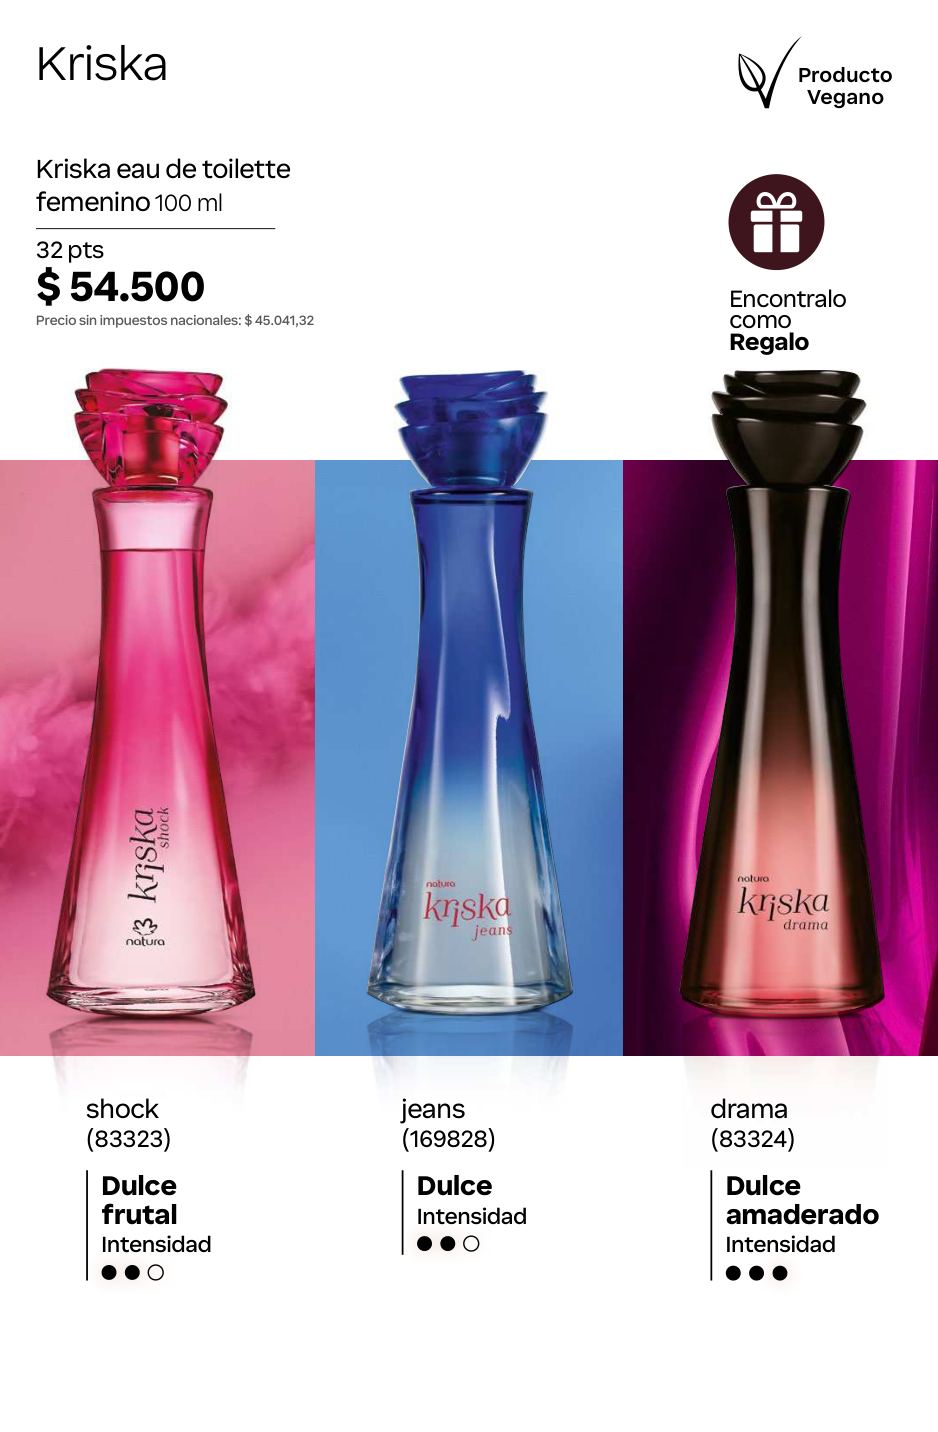 Kriska
Producto
Vegano
Kriska eau de toilette
femenino 100 ml
32 pts
$ 54.500
Precio sin impuestos nacionales: $ 45.041,32
Encontralo
como
Regalo
kriska
shock
natura
natura
kriska
jeans
natura
kriska
drama
shock
(83323)
Dulce
frutal
Intensidad
jeans
(169828)
Dulce
Intensidad
drama
(83324)
Dulce
amaderado
Intensidad